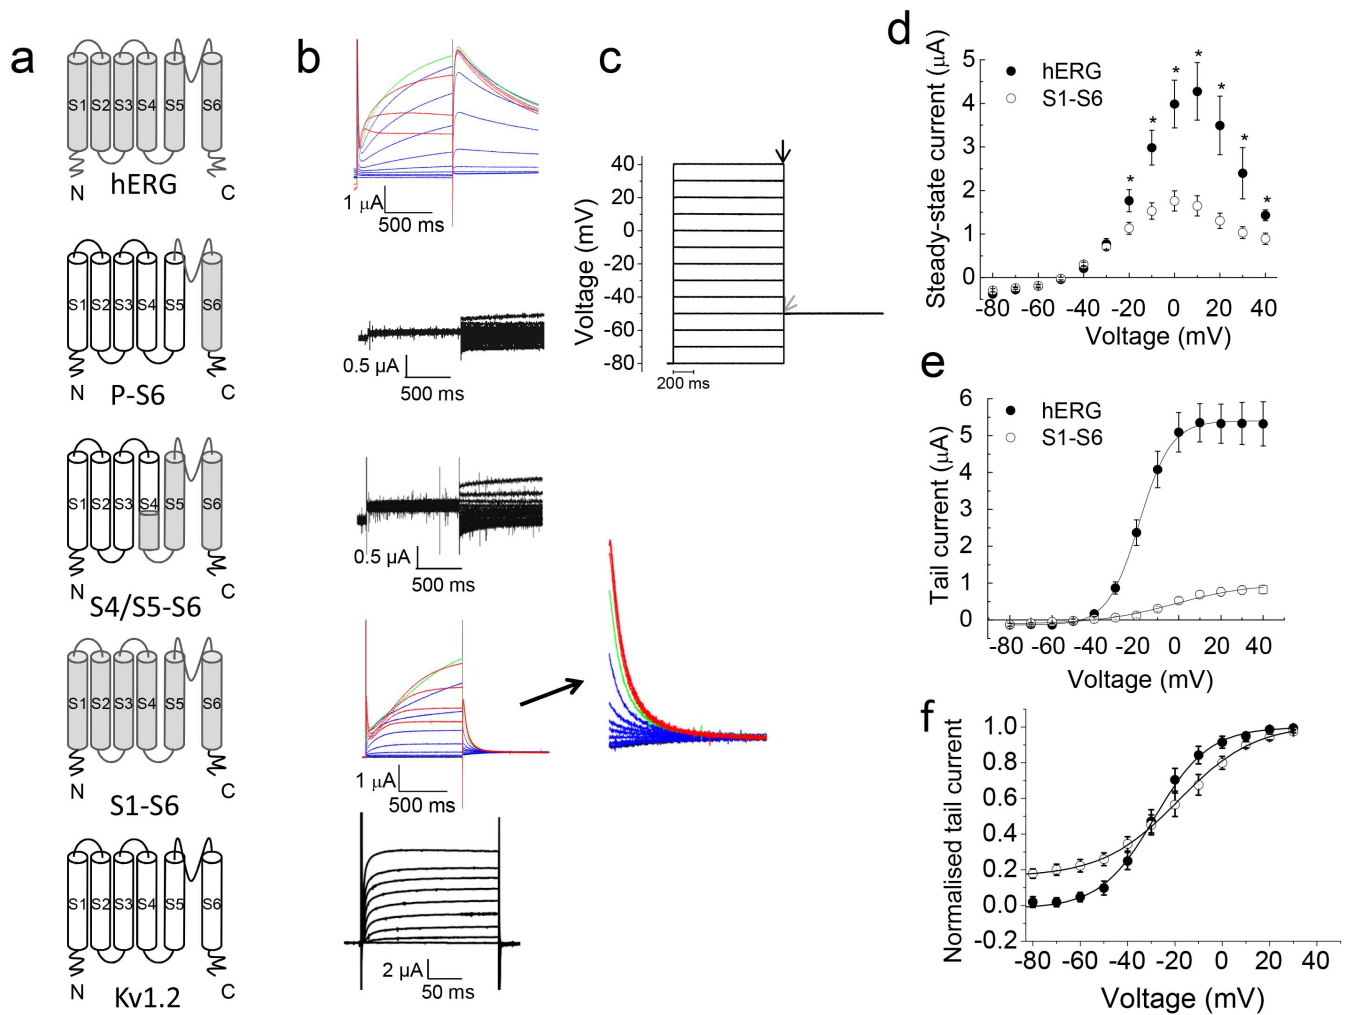 a
S1 S2 S3 S4 S5 S6
N C
hERG
S1 S2 S3 S4 S5 S6
N C
P-S6
S1 S2 S3 S4 S5 S6
N C
S4/S5-S6
S1 S2 S3 S4 S5 S6
N C
S1-S6
S1 S2 S3 S4 S5 S6
N C
Kv1.2
b
1 µA
500 ms
0.5 µA
500 ms
0.5 µA
500 ms
1 µA
500 ms
2 µA
50 ms
c
Voltage (mV)
40
20
0
-20
-40
-60
-80
200 ms
d
Steady-state current (µA)
5
4
3
2
1
0
hERG
S1-S6
* * * * * * *
-80 -60 -40 -20 0 20 40
Voltage (mV)
e
Tail current (µA)
6
5
4
3
2
1
0
hERG
S1-S6
-80 -60 -40 -20 0 20 40
Voltage (mV)
f
Normalised tail current
1.0
0.8
0.6
0.4
0.2
0.0
-0.2
-80 -60 -40 -20 0 20 40
Voltage (mV)